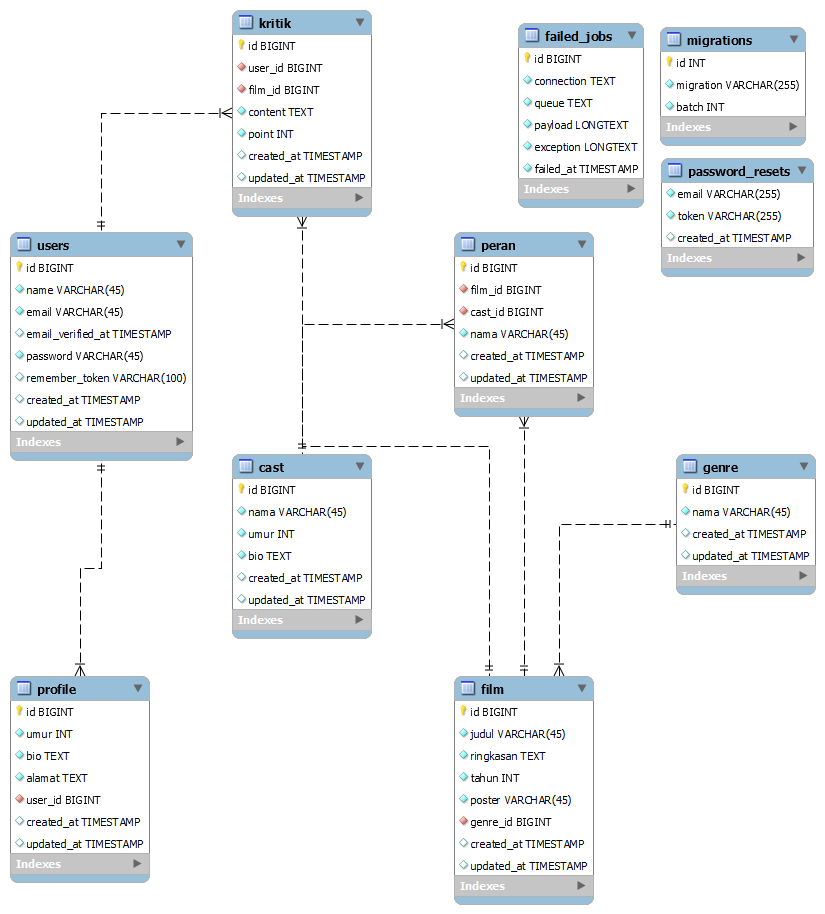 kritik
id BIGINT
user_id BIGINT
film_id BIGINT
content TEXT
point INT
created_at TIMESTAMP
updated_at TIMESTAMP
Indexes
failed_jobs
id BIGINT
connection TEXT
queue TEXT
payload LONGTEXT
exception LONGTEXT
failed_at TIMESTAMP
Indexes
migrations
id INT
migration VARCHAR(255)
batch INT
Indexes
password_resets
email VARCHAR(255)
token VARCHAR(255)
created_at TIMESTAMP
Indexes
users
id BIGINT
name VARCHAR(45)
email VARCHAR(45)
email_verified_at TIMESTAMP
password VARCHAR(45)
remember_token VARCHAR(100)
created_at TIMESTAMP
updated_at TIMESTAMP
Indexes
peran
id BIGINT
film_id BIGINT
cast_id BIGINT
nama VARCHAR(45)
created_at TIMESTAMP
updated_at TIMESTAMP
Indexes
cast
id BIGINT
nama VARCHAR(45)
umur INT
bio TEXT
created_at TIMESTAMP
updated_at TIMESTAMP
Indexes
genre
id BIGINT
nama VARCHAR(45)
created_at TIMESTAMP
updated_at TIMESTAMP
Indexes
profile
id BIGINT
umur INT
bio TEXT
alamat TEXT
user_id BIGINT
created_at TIMESTAMP
updated_at TIMESTAMP
Indexes
film
id BIGINT
judul VARCHAR(45)
ringkasan TEXT
tahun INT
poster VARCHAR(45)
genre_id BIGINT
created_at TIMESTAMP
updated_at TIMESTAMP
Indexes